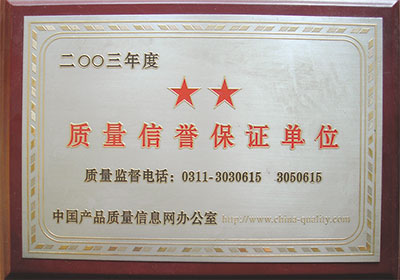 二〇〇三年度
质量信誉保证单位
质量监督电话：0311-3030615 3050615
中国产品质量信息网办公室 http://www.china-quality.com